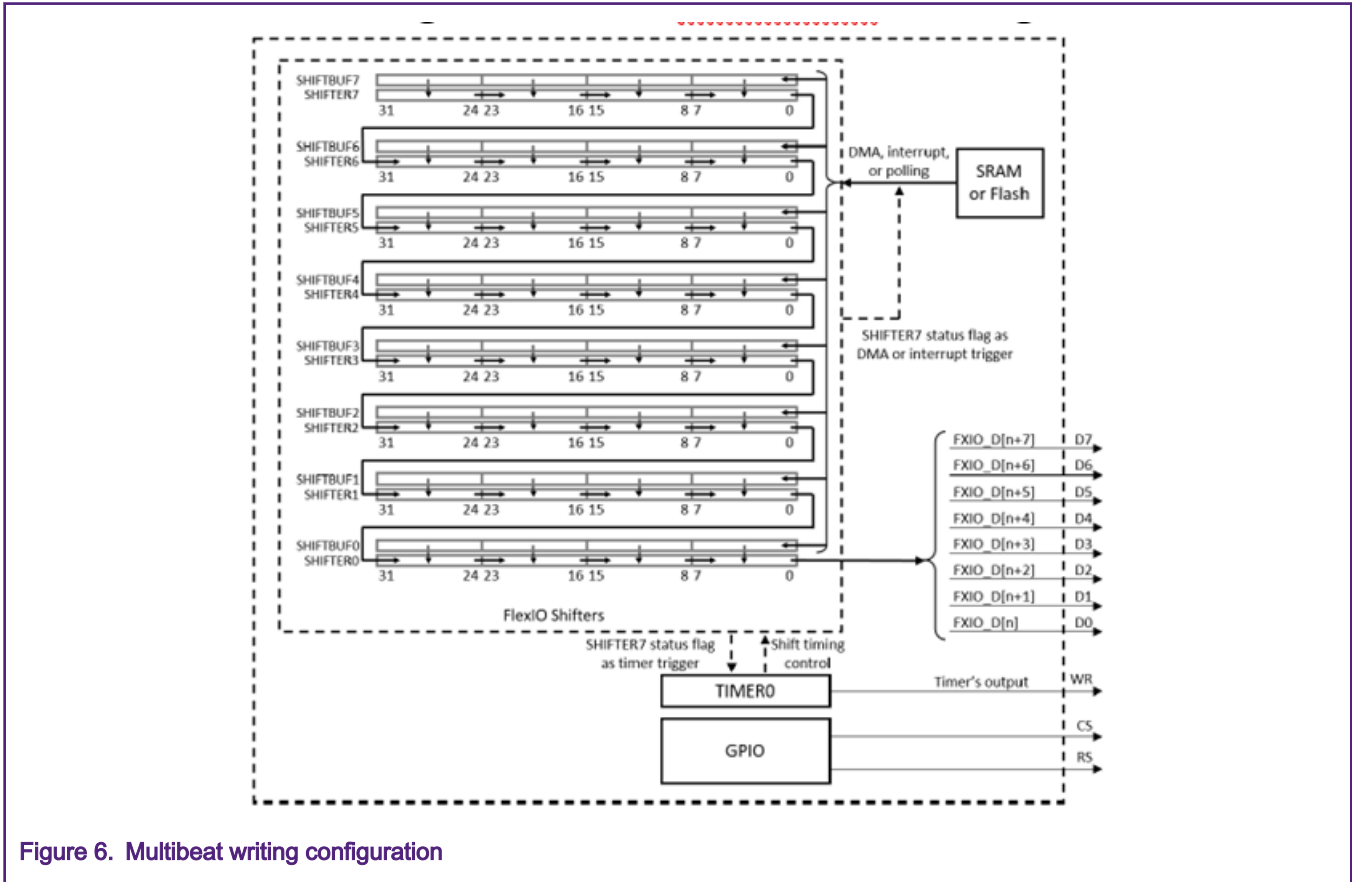 SHIFTBUF7
SHIFTER7
31 24 23 16 15 8 7 0
SHIFTBUF6
SHIFTER6
31 24 23 16 15 8 7 0
SHIFTBUF5
SHIFTER5
31 24 23 16 15 8 7 0
SHIFTBUF4
SHIFTER4
31 24 23 16 15 8 7 0
SHIFTBUF3
SHIFTER3
31 24 23 16 15 8 7 0
SHIFTBUF2
SHIFTER2
31 24 23 16 15 8 7 0
SHIFTBUF1
SHIFTER1
31 24 23 16 15 8 7 0
SHIFTBUF0
SHIFTER0
31 24 23 16 15 8 7 0
FlexIO Shifters
DMA, interrupt,
or polling
SRAM
or Flash
SHIFTER7 status flag as
DMA or interrupt trigger
FXIO_D[n+7] D7
FXIO_D[n+6] D6
FXIO_D[n+5] D5
FXIO_D[n+4] D4
FXIO_D[n+3] D3
FXIO_D[n+2] D2
FXIO_D[n+1] D1
FXIO_D[n] D0
SHIFTER7 status flag
as timer trigger
Shift timing
control
TIMER0
Timer's output WR
GPIO
CS
RS
Figure 6. Multibeat writing configuration